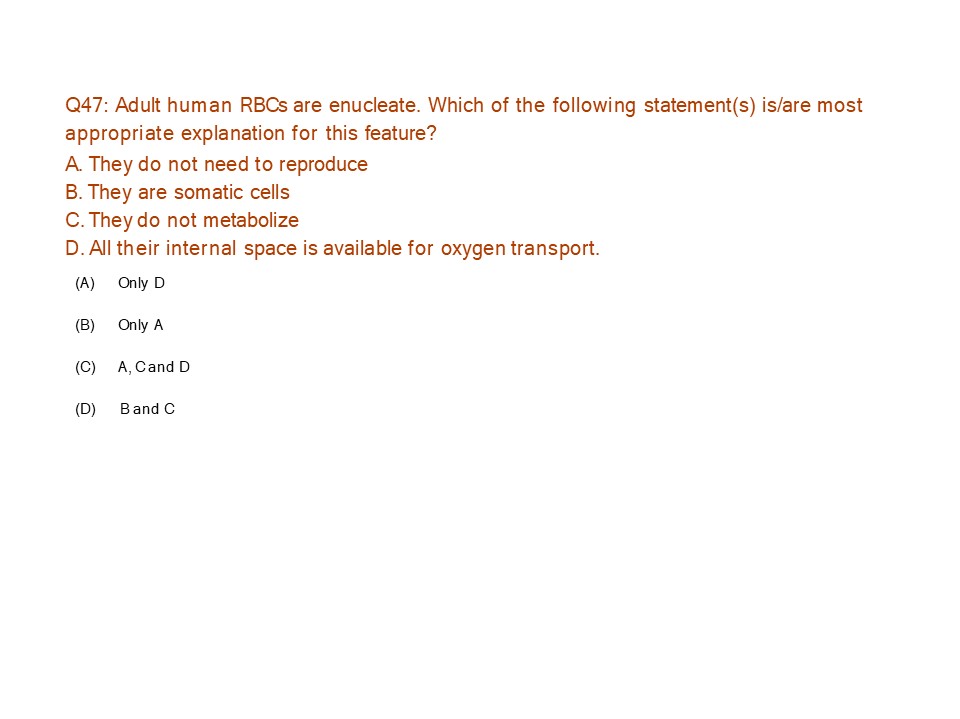 Q47: Adult human RBCs are enucleate. Which of the following statement(s) is/are most
appropriate explanation for this feature?
A. They do not need to reproduce
B. They are somatic cells
C. They do not metabolize
D. All their internal space is available for oxygen transport.
(A) Only D
(B) Only A
(C) A, C and D
(D) B and C